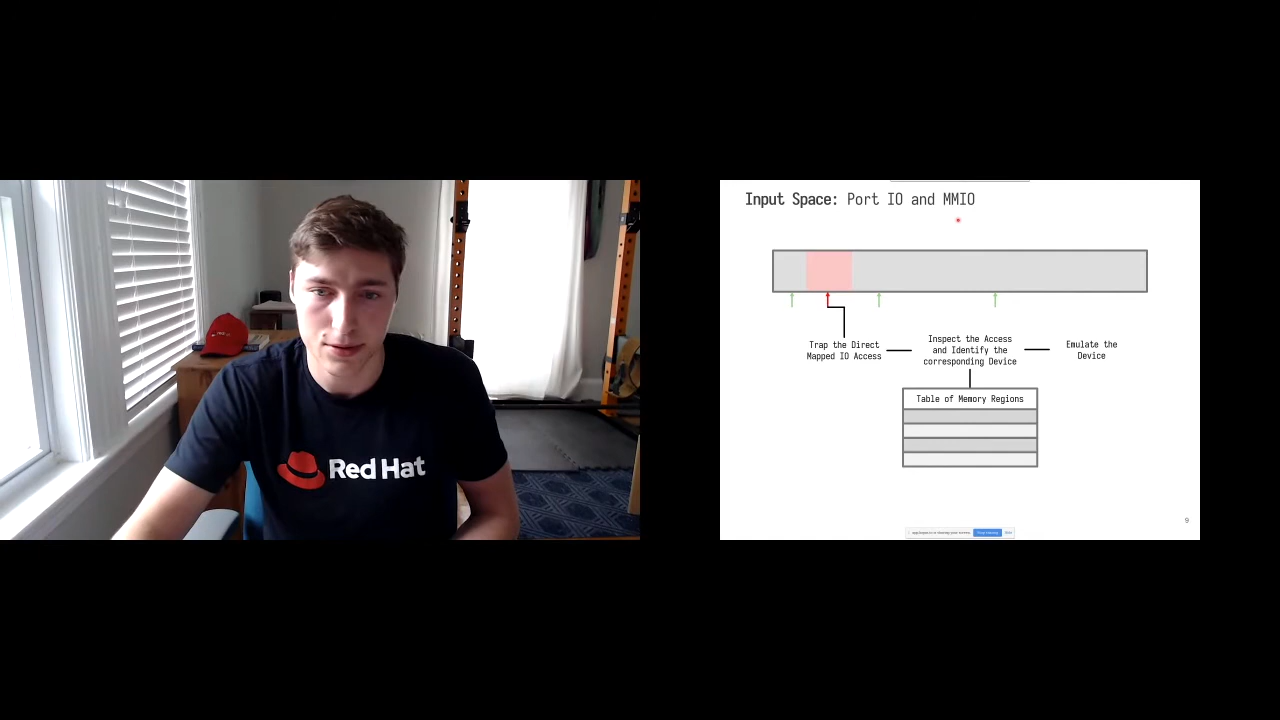 Red Hat
Input Space: Port IO and MMIO
Trap the Direct
Mapped IO Access
Inspect the Access
and Identify the
corresponding Device
Emulate the
Device
Table of Memory Regions
9